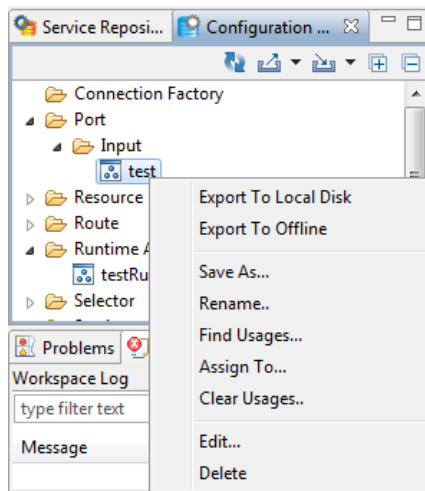 Service Reposi...
Configuration ...
Connection Factory
Port
Input
test
Resource
Route
Runtime A
testRu
Selector
Export To Local Disk
Export To Offline
Save As...
Rename..
Find Usages...
Assign To...
Clear Usages..
Edit...
Delete
Problems
Workspace Log
type filter text
Message